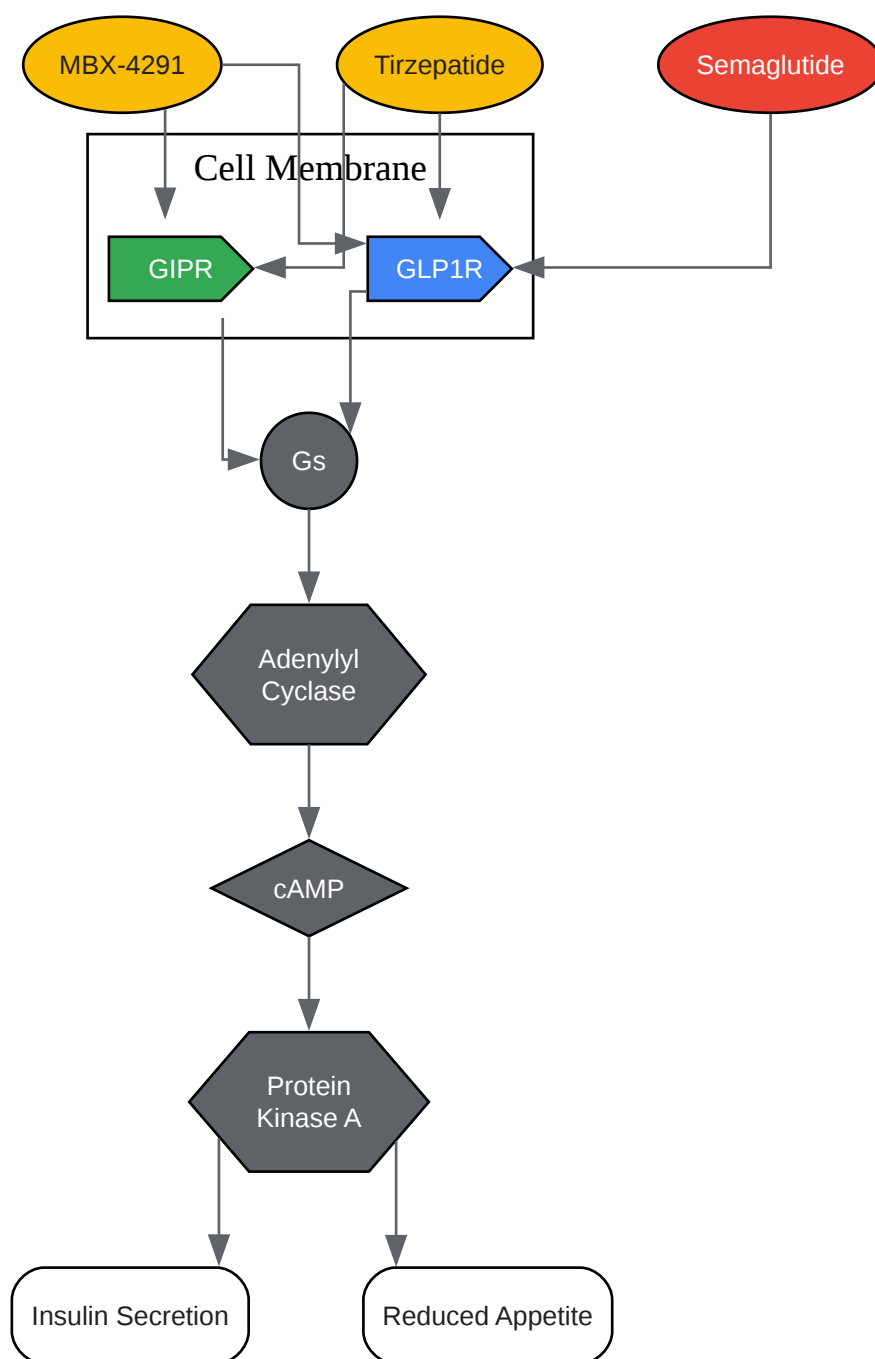 MBX-4291
Tirzepatide
Semaglutide
Cell Membrane
GIPR
GLP1R
Gs
Adenylyl
Cyclase
cAMP
Protein
Kinase A
Insulin Secretion
Reduced Appetite